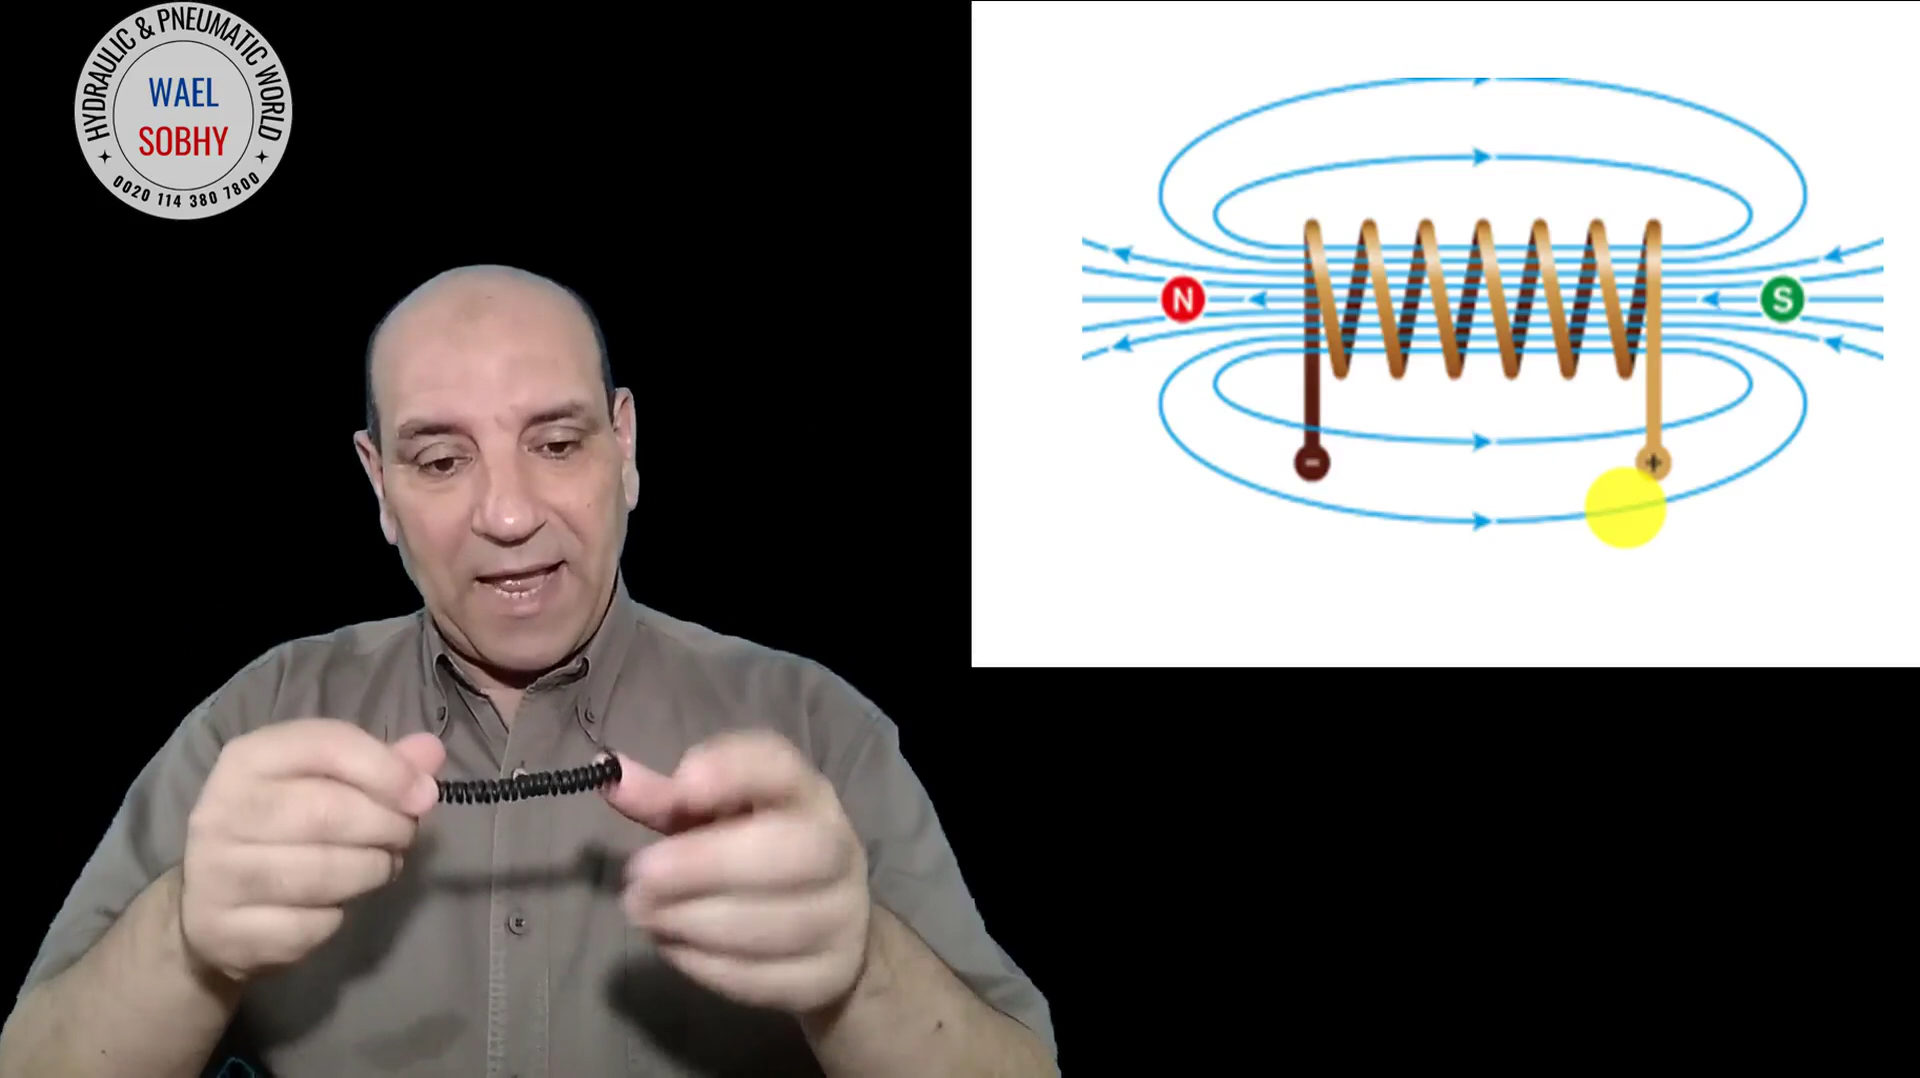 HYDRAULIC & PNEUMATIC WORLD
WAEL
SOBHY
0020 114 380 7800
N
S
-
+